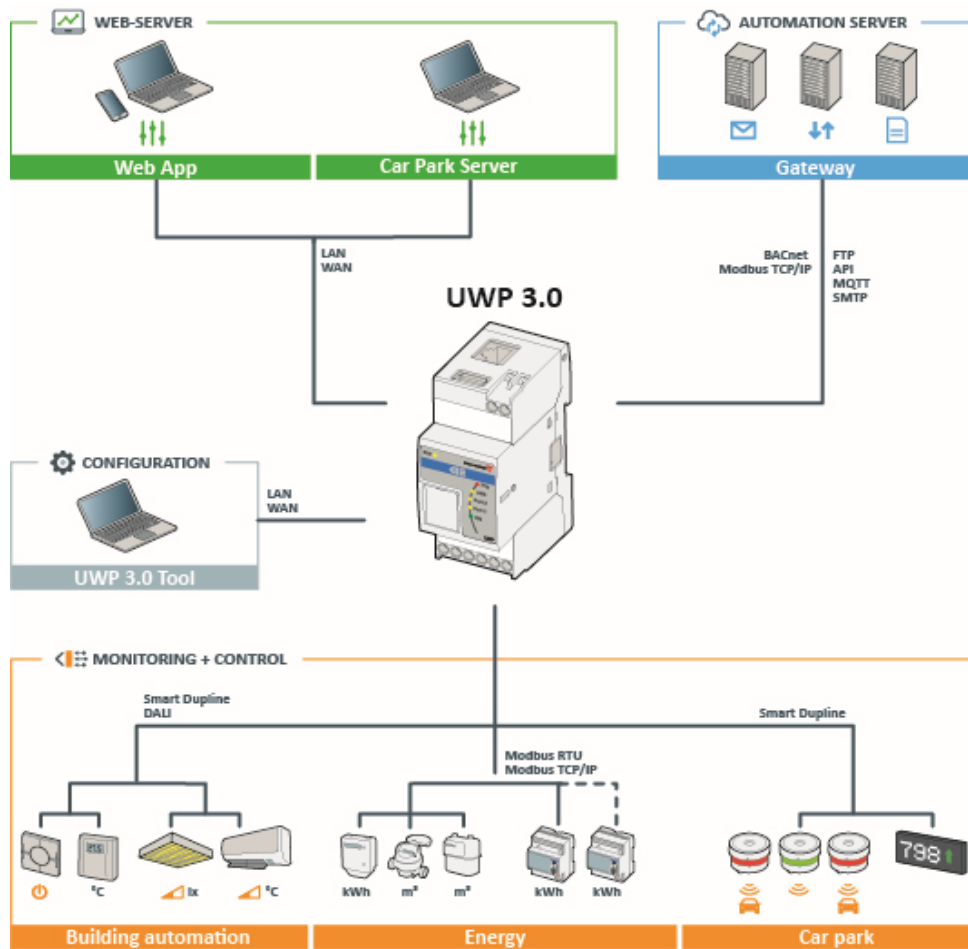 WEB-SERVER
AUTOMATION SERVER
Web App
Car Park Server
Gateway
LAN
WAN
BACnet
Modbus TCP/IP
FTP
API
MQTT
SMTP
UWP 3.0
CONFIGURATION
LAN
WAN
UWP 3.0 Tool
MONITORING + CONTROL
Smart Dupline
DALI
Smart Dupline
Modbus RTU
Modbus TCP/IP
798
°C
lx
°C
kWh
m³
m³
kWh
kWh
Building automation
Energy
Car park